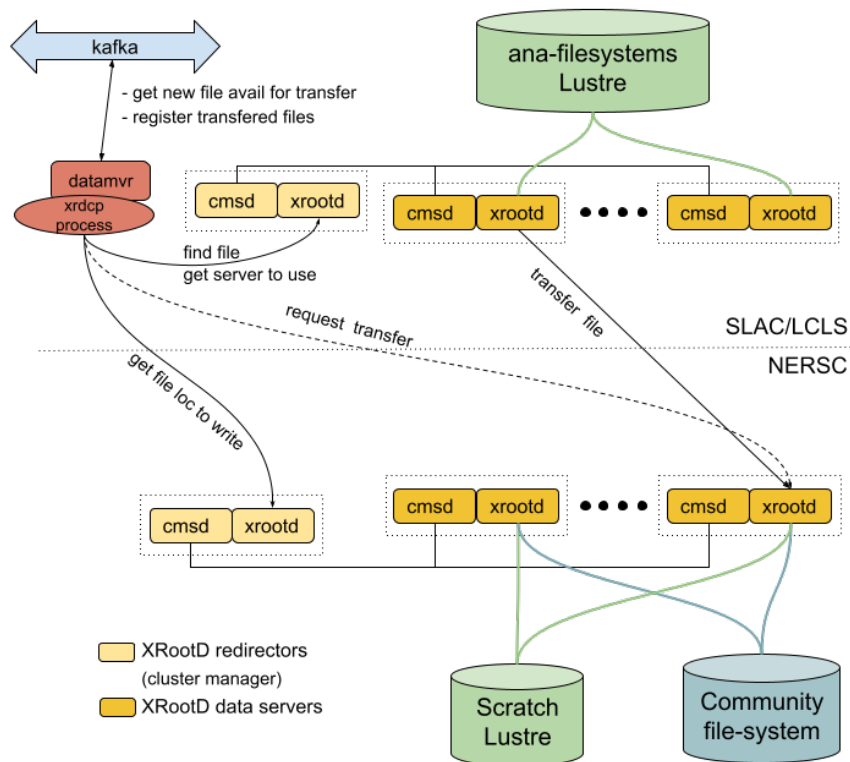 kafka
- get new file avail for transfer
- register transfered files
ana-filesystems
Lustre
datamvr
xrdcp
process
cmsd
xrootd
cmsd
xrootd
cmsd
xrootd
find file
get server to use
request transfer
transfer file
SLAC/LCLS
NERSC
get file loc to write
cmsd
xrootd
cmsd
xrootd
cmsd
xrootd
XRootD redirectors
(cluster manager)
XRootD data servers
Scratch
Lustre
Community
file-system